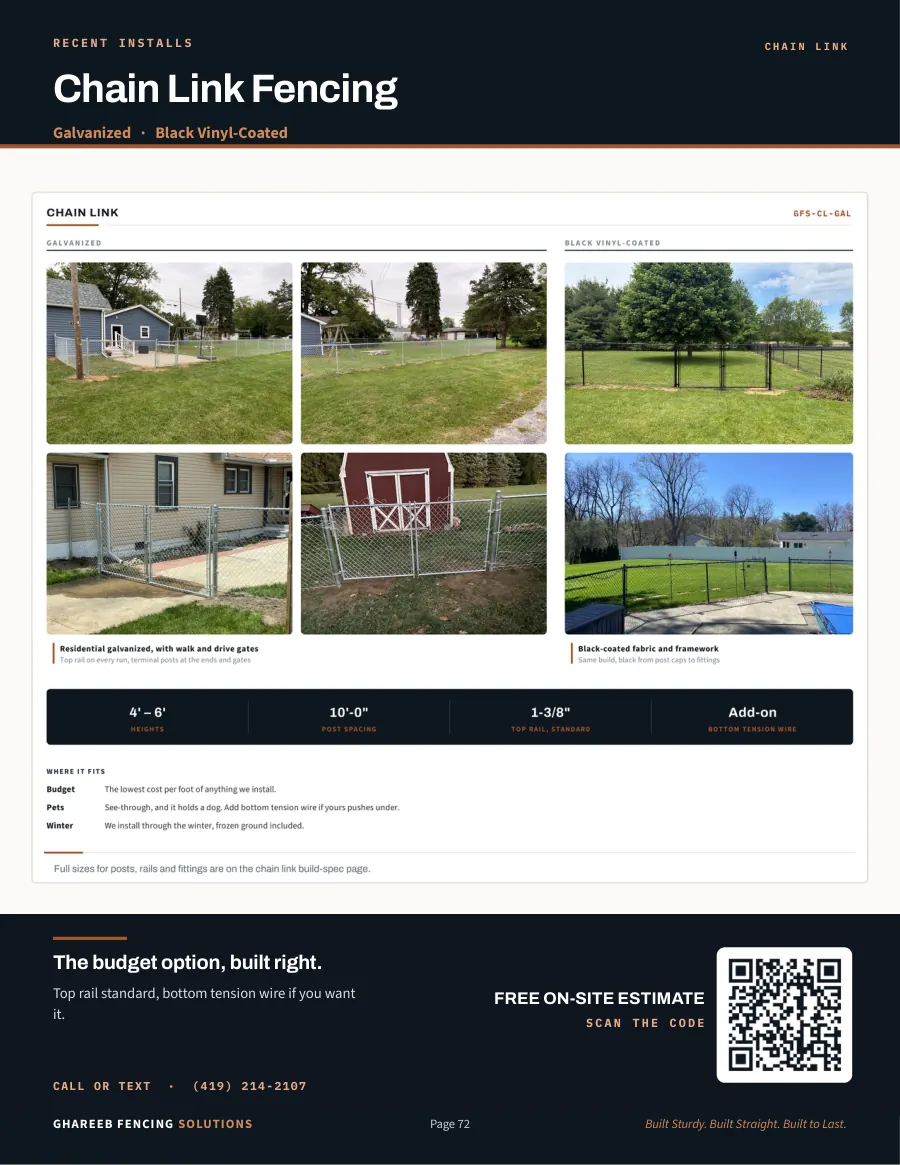 RECENT INSTALLS
CHAIN LINK
Chain Link Fencing
Galvanized · Black Vinyl-Coated
CHAIN LINK
GFS-CL-GAL
GALVANIZED
BLACK VINYL-COATED
Residential galvanized, with walk and drive gates
Top rail on every run, terminal posts at the ends and gates
Black-coated fabric and framework
Same build, black from post caps to fittings
4' – 6'
HEIGHTS
10'-0"
POST SPACING
1-3/8"
TOP RAIL, STANDARD
Add-on
BOTTOM TENSION WIRE
WHERE IT FITS
Budget The lowest cost per foot of anything we install.
Pets See-through, and it holds a dog. Add bottom tension wire if yours pushes under.
Winter We install through the winter, frozen ground included.
Full sizes for posts, rails and fittings are on the chain link build-spec page.
The budget option, built right.
Top rail standard, bottom tension wire if you want
it.
FREE ON-SITE ESTIMATE
SCAN THE CODE
CALL OR TEXT · (419) 214-2107
GHAREEB FENCING SOLUTIONS
Page 72
Built Sturdy. Built Straight. Built to Last.